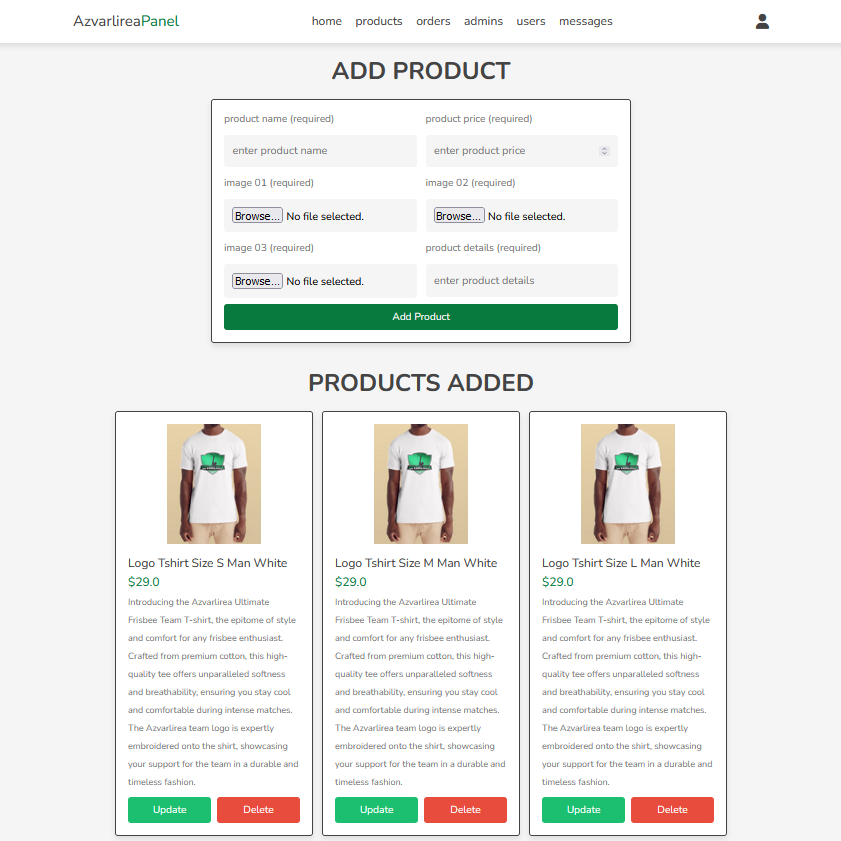 AzvarlireaPanel
home products orders admins users messages
ADD PRODUCT
product name (required) product price (required)
enter product name enter product price
image 01 (required) image 02 (required)
Browse... No file selected. Browse... No file selected.
image 03 (required) product details (required)
Browse... No file selected. enter product details
Add Product
PRODUCTS ADDED
Logo Tshirt Size S Man White
$29.0
Introducing the Azvarlirea Ultimate
Frisbee Team T-shirt, the epitome of style
and comfort for any frisbee enthusiast.
Crafted from premium cotton, this high-
quality tee offers unparalleled softness
and breathability, ensuring you stay cool
and comfortable during intense matches.
The Azvarlirea team logo is expertly
embroidered onto the shirt, showcasing
your support for the team in a durable and
timeless fashion.
Update Delete
Logo Tshirt Size M Man White
$29.0
Introducing the Azvarlirea Ultimate
Frisbee Team T-shirt, the epitome of style
and comfort for any frisbee enthusiast.
Crafted from premium cotton, this high-
quality tee offers unparalleled softness
and breathability, ensuring you stay cool
and comfortable during intense matches.
The Azvarlirea team logo is expertly
embroidered onto the shirt, showcasing
your support for the team in a durable and
timeless fashion.
Update Delete
Logo Tshirt Size L Man White
$29.0
Introducing the Azvarlirea Ultimate
Frisbee Team T-shirt, the epitome of style
and comfort for any frisbee enthusiast.
Crafted from premium cotton, this high-
quality tee offers unparalleled softness
and breathability, ensuring you stay cool
and comfortable during intense matches.
The Azvarlirea team logo is expertly
embroidered onto the shirt, showcasing
your support for the team in a durable and
timeless fashion.
Update Delete